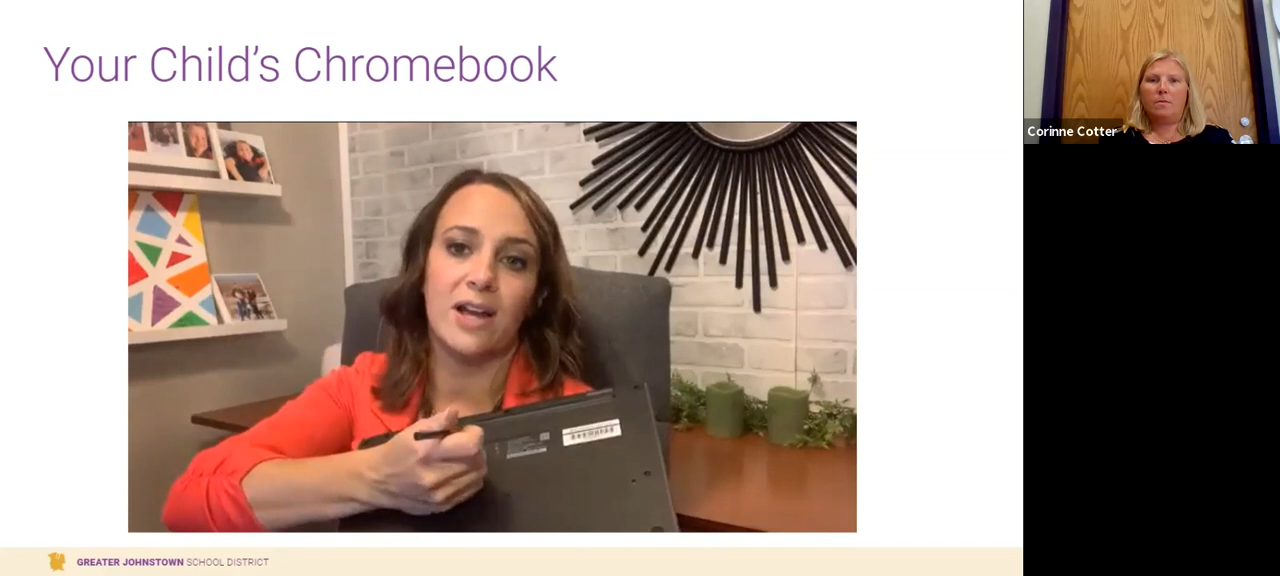 Your Child's Chromebook
Corinne Cotter
GREATER JOHNSTOWN SCHOOL DISTRICT